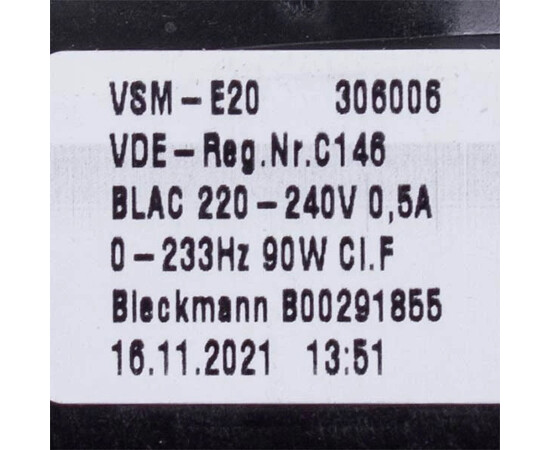 VSM-E20 306006
VDE-Reg.Nr.C146
BLAC 220-240V 0,5A
0-233Hz 90W Cl.F
Bleckmann B00291855
16.11.2021 13:51